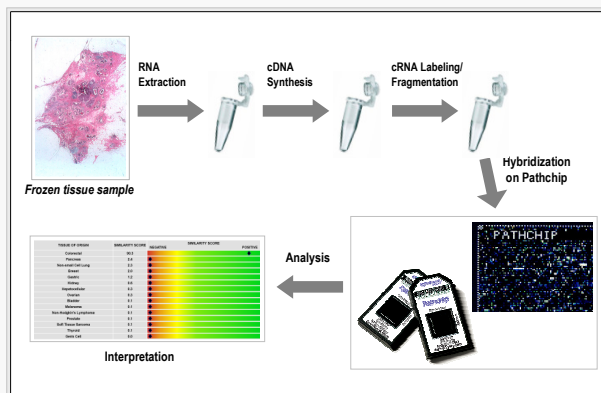 RNA
Extraction
cDNA
Synthesis
cRNA Labeling/
Fragmentation
Frozen tissue sample
Hybridization
on Pathchip
PATHCHIP
Analysis
TISSUE OF ORIGIN SIMILARITY SCORE SIMILARITY SCORE
NEGATIVE POSITIVE
Colorectal
Pancreas
Non-small Cell Lung
Breast
Gastric
Kidney
Hepatocellular
Ovarian
Bladder
Melanoma
Non-Hodgkin's Lymphoma
Prostate
Soft Tissue Sarcoma
Thyroid
Germ Cell
Interpretation